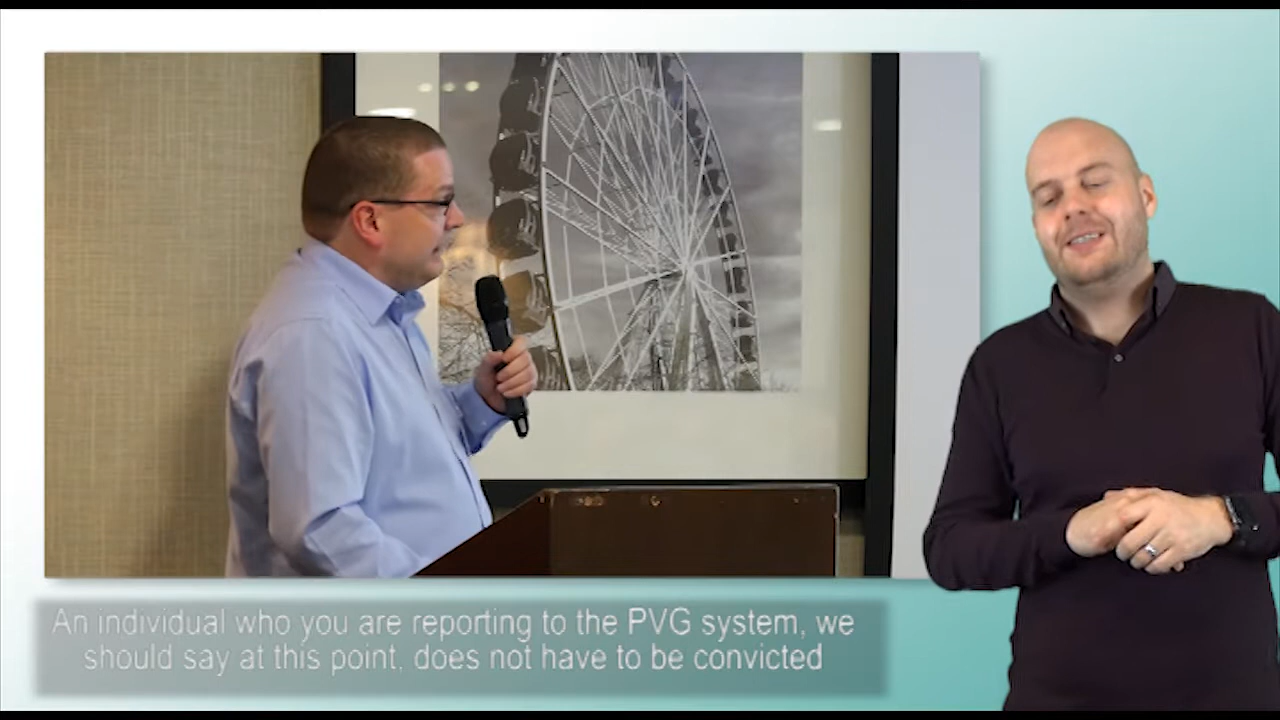 An individual who you are reporting to the PVG system, we
should say at this point, does not have to be convicted